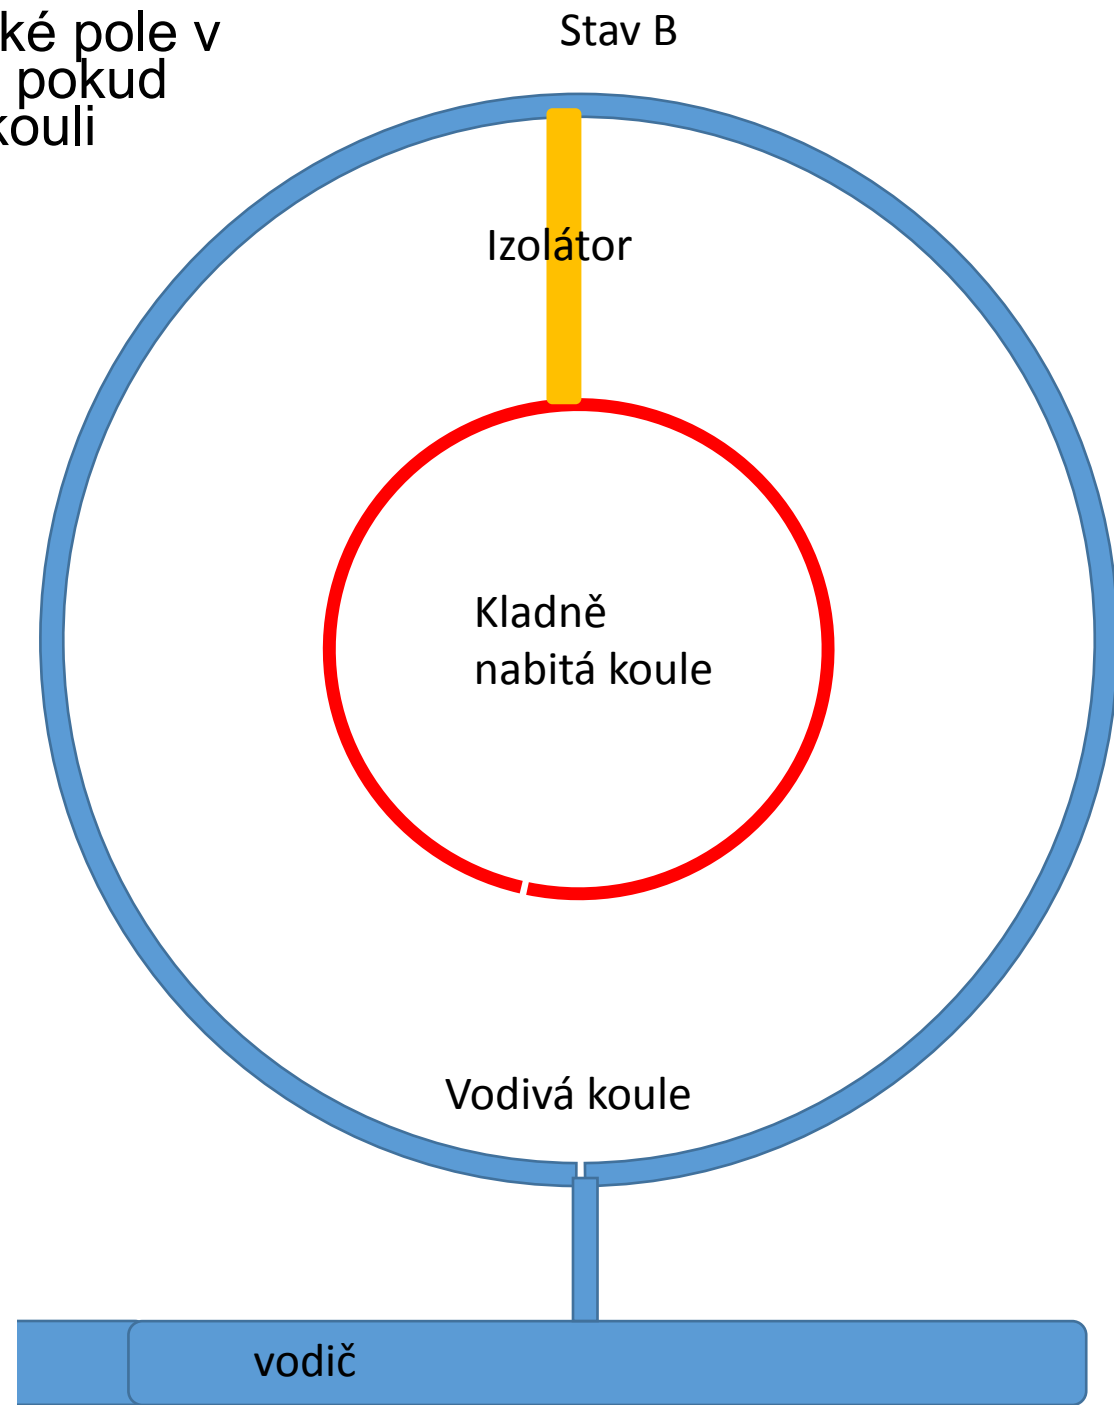 ké pole v
pokud
kouli
Stav B
Izolátor
Kladně
nabitá koule
Vodivá koule
vodič